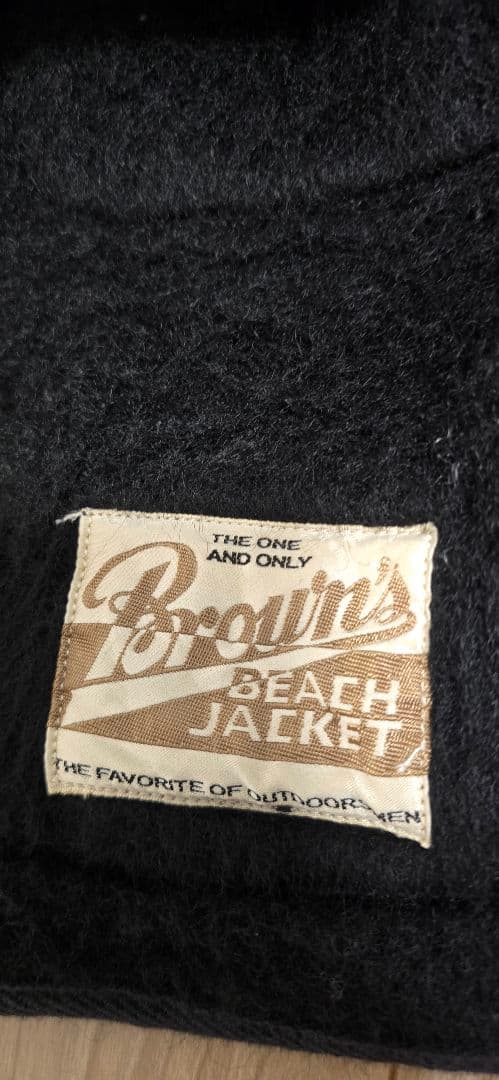 THE ONE
AND ONLY
Brown's
BEACH
JACKET
THE FAVORITE OF OUTDOORSMEN